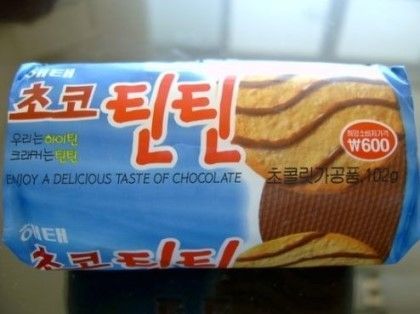 해태
초코 틴틴
우리는 하이틴
크래커는 틴틴
ENJOY A DELICIOUS TASTE OF CHOCOLATE
희망소비자가격
₩600
초콜릿가공품, 102g
해태
초코 틴틴